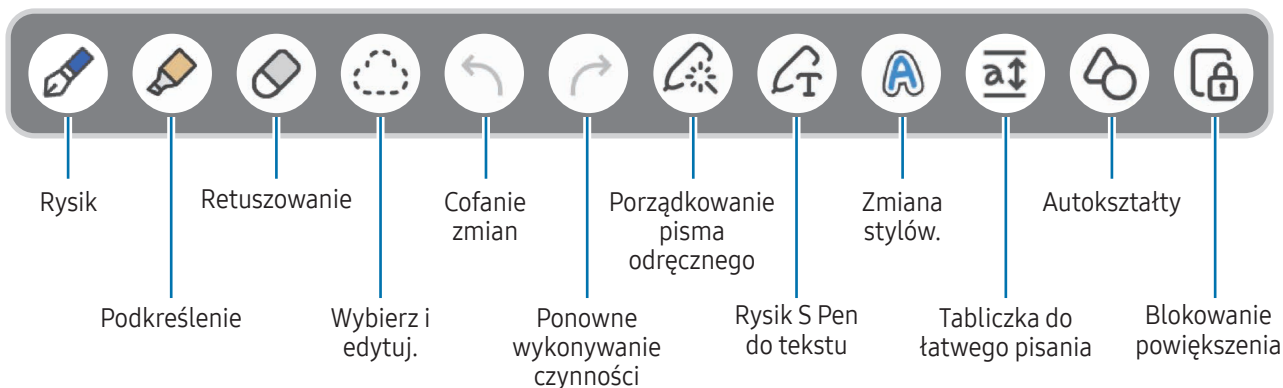 a
T
A
Rysik
Retuszowanie
Cofanie
zmian
Porządkowanie
pisma
odręcznego
Zmiana
stylów.
Autokształty
Podkreślenie
Wybierz i
edytuj.
Ponowne
wykonywanie
czynności
Rysik S Pen
do tekstu
Tabliczka do
łatwego pisania
Blokowanie
powiększenia